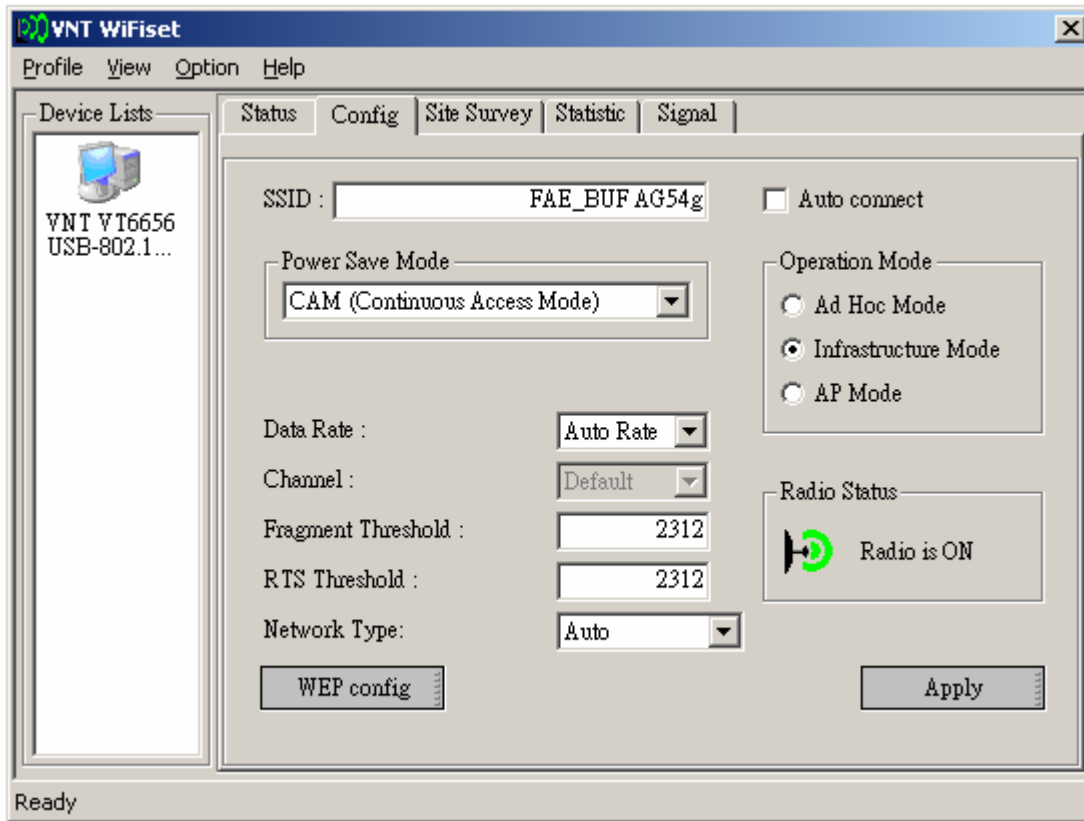 VNT WiFiset
Profile View Option Help
Device Lists
VNT VT6656
USB-802.1...
Status Config Site Survey Statistic Signal
SSID : FAE_BUF AG54g
Auto connect
Power Save Mode
CAM (Continuous Access Mode)
Operation Mode
Ad Hoc Mode
Infrastructure Mode
AP Mode
Data Rate : Auto Rate
Channel : Default
Fragment Threshold : 2312
RTS Threshold : 2312
Network Type: Auto
Radio Status
Radio is ON
WEP config
Apply
Ready